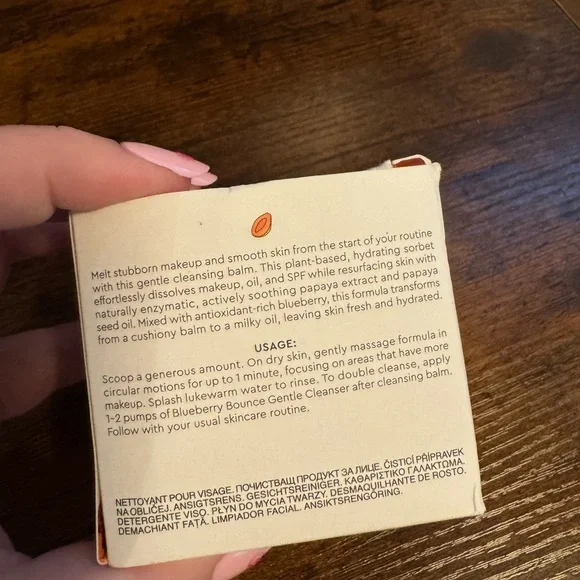 Melt stubborn makeup and smooth skin from the start of your routine
with this gentle cleansing balm. This plant-based, hydrating sorbet
effortlessly dissolves makeup, oil, and SPF while resurfacing skin with
naturally enzymatic, actively soothing papaya extract and papaya
seed oil. Mixed with antioxidant-rich blueberry, this formula transforms
from a cushiony balm to a milky oil, leaving skin fresh and hydrated.
USAGE:
Scoop a generous amount. On dry skin, gently massage formula in
circular motions for up to 1 minute, focusing on areas that have more
makeup. Splash lukewarm water to rinse. To double cleanse, apply
1-2 pumps of Blueberry Bounce Gentle Cleanser after cleansing balm.
Follow with your usual skincare routine.
NETTOYANT POUR VISAGE. ПОЧИСТВАЩ ПРОДУКТ ЗА ЛИЦЕ. ČISTICÍ PŘÍPRAVEK
NA OBLIČEJ. ANSIGTSRENS. GESICHTSREINIGER. ΚΑΘΑΡΙΣΤΙΚΟ ΓΑΛΑΚΤΩΜΑ.
DETERGENTE VISO. PŁYN DO MYCIA TWARZY. DESMAQUILHANTE DE ROSTO.
DEMACHIANT FAȚĂ. LIMPIADOR FACIAL. ANSIKTSRENGÖRING.